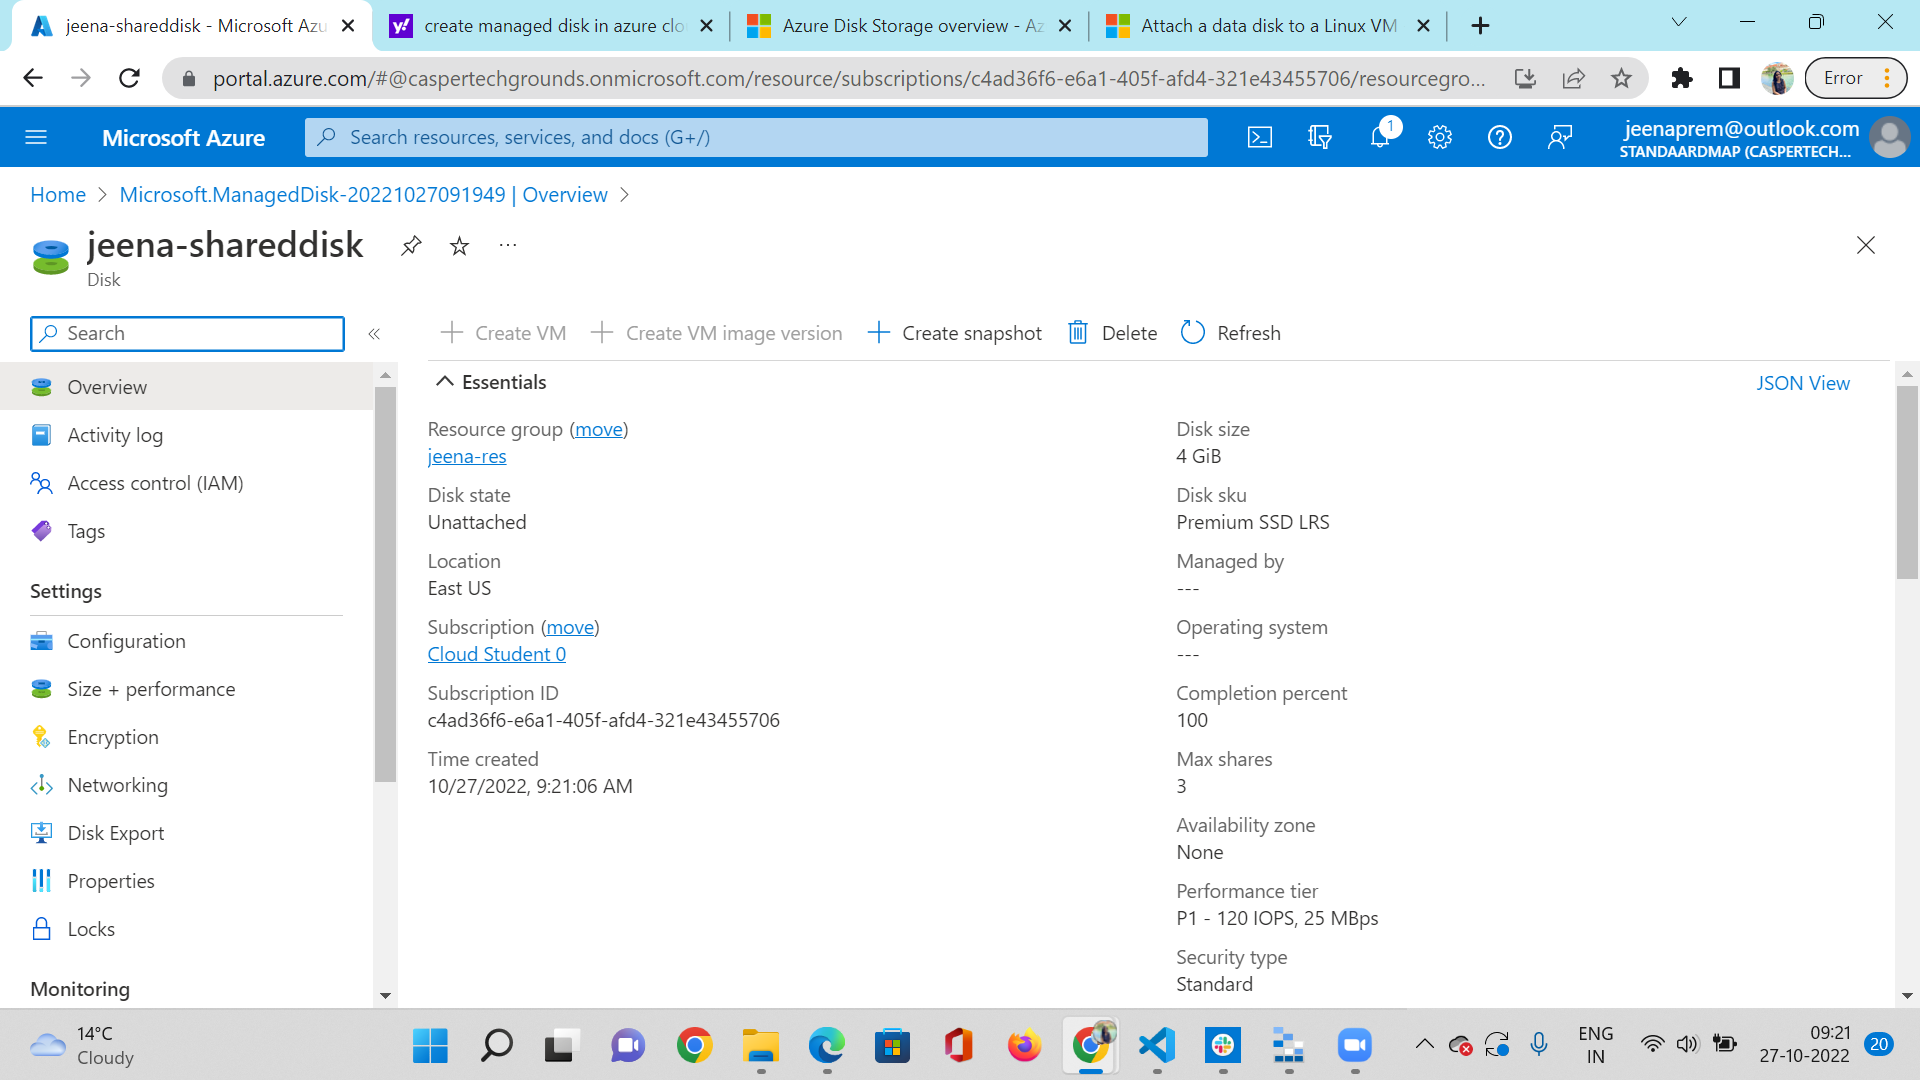 jeena-shareddisk - Microsoft Azu
create managed disk in azure clo
Azure Disk Storage overview - Az
Attach a data disk to a Linux VM
portal.azure.com/#@caspertechgrounds.onmicrosoft.com/resource/subscriptions/c4ad36f6-e6a1-405f-afd4-321e43455706/resourcegro...
Error
Microsoft Azure
Search resources, services, and docs (G+/)
1
jeenaprem@outlook.com
STANDAARDMAP (CASPERTECH...
Home > Microsoft.ManagedDisk-20221027091949 | Overview >
jeena-shareddisk
Disk
Search
Create VM
Create VM image version
Create snapshot
Delete
Refresh
Overview
Activity log
Access control (IAM)
Tags
Settings
Configuration
Size + performance
Encryption
Networking
Disk Export
Properties
Locks
Monitoring
Essentials
JSON View
Resource group (move)
jeena-res
Disk state
Unattached
Location
East US
Subscription (move)
Cloud Student 0
Subscription ID
c4ad36f6-e6a1-405f-afd4-321e43455706
Time created
10/27/2022, 9:21:06 AM
Disk size
4 GiB
Disk sku
Premium SSD LRS
Managed by
---
Operating system
---
Completion percent
100
Max shares
3
Availability zone
None
Performance tier
P1 - 120 IOPS, 25 MBps
Security type
Standard
14°C
Cloudy
ENG
IN
09:21
27-10-2022
20